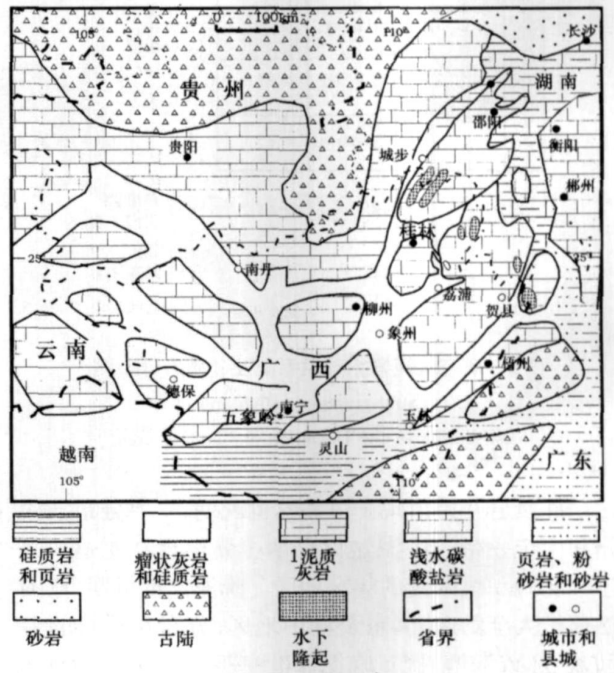 105°
0 100km
110°
长沙
贵 州
湖 南
邵阳
贵阳
城步
衡阳
郴州
桂林
25°
25°
南丹
荔浦
贺县
柳州
象州
云 南
广 西
梧州
德保
南宁
五象岭
玉林
灵山
越南
广 东
105°
110
硅质岩
和页岩
瘤状灰岩
和硅质岩
1泥质
灰岩
浅水碳
酸盐岩
页岩、粉
砂岩和砂岩
砂岩
古陆
水下
隆起
省界
城市和
县城